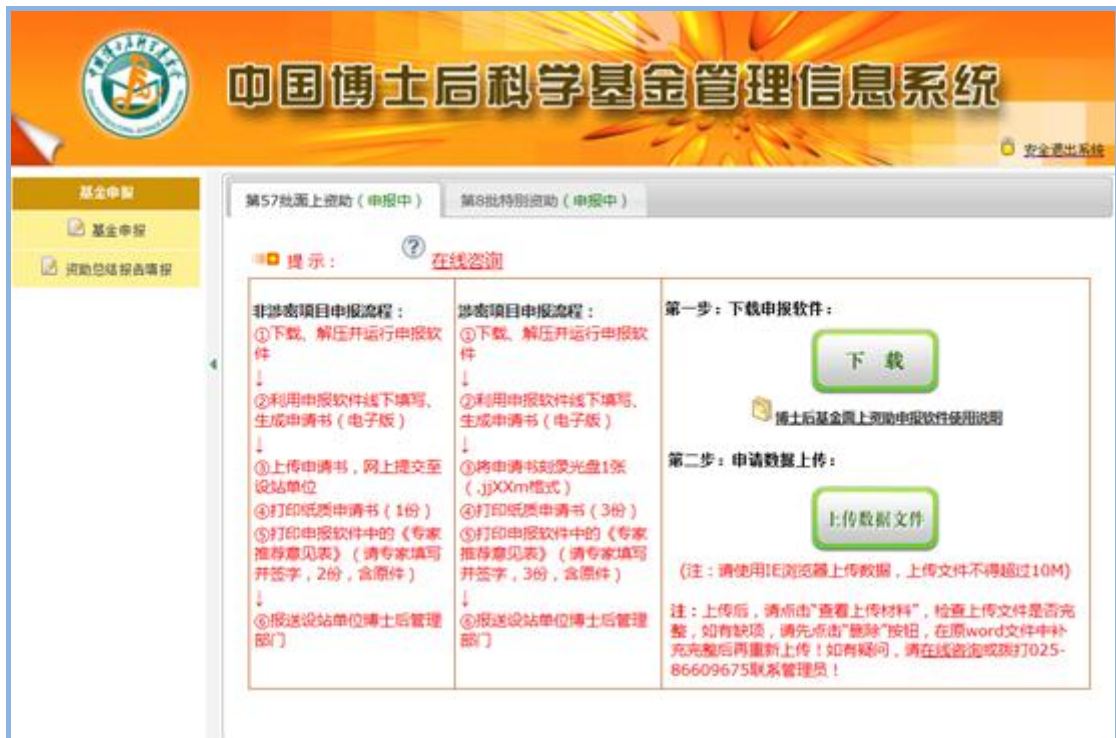 中国博士后科学基金管理信息系统
安全退出系统
基金申报
基金申报
资助总结报告填报
第57批面上资助（申报中）
第8批特别资助（申报中）
提示：
在线咨询
非涉密项目申报流程：
①下载、解压并运行申报软
件
↓
②利用申报软件线下填写、
生成申请书（电子版）
↓
③上传申请书，网上提交至
设站单位
④打印纸质申请书（1份）
⑤打印申报软件中的《专家
推荐意见表》（请专家填写
并签字，2份，含原件）
↓
⑥报送设站单位博士后管理
部门
涉密项目申报流程：
①下载、解压并运行申报软
件
↓
②利用申报软件线下填写、
生成申请书（电子版）
↓
③将申请书刻录光盘1张
（.jjXXm格式）
④打印纸质申请书（3份）
⑤打印申报软件中的《专家
推荐意见表》（请专家填写
并签字，3份，含原件）
↓
⑥报送设站单位博士后管理
部门
第一步：下载申报软件：
下 载
博士后基金面上资助申报软件使用说明
第二步：申请数据上传：
上传数据文件
(注：请使用IE浏览器上传数据，上传文件不得超过10M)
注：上传后，请点击"查看上传材料"，检查上传文件是否完
整，如有缺项，请先点击"删除"按钮，在原word文件中补
充完整后再重新上传！如有疑问，请在线咨询或拨打025-
86609675联系管理员！